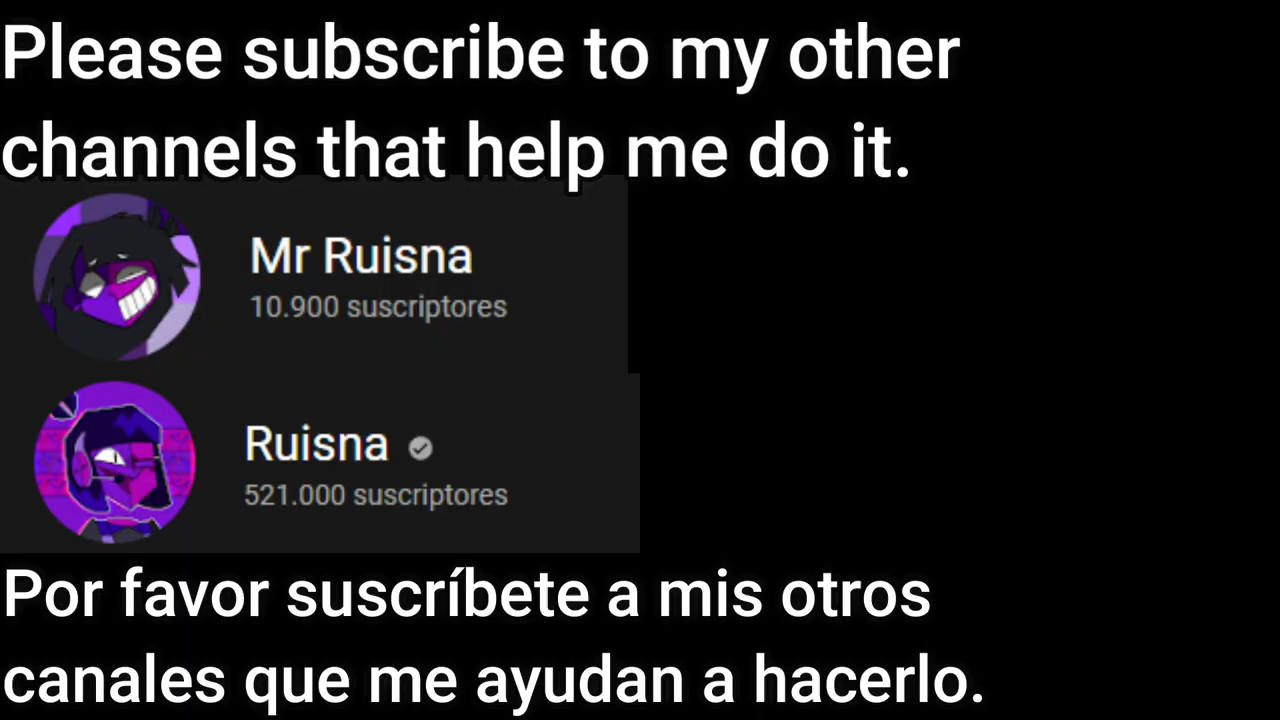 Please subscribe to my other
channels that help me do it.
Mr Ruisna
10.900 suscriptores
Ruisna
521.000 suscriptores
Por favor suscríbete a mis otros
canales que me ayudan a hacerlo.